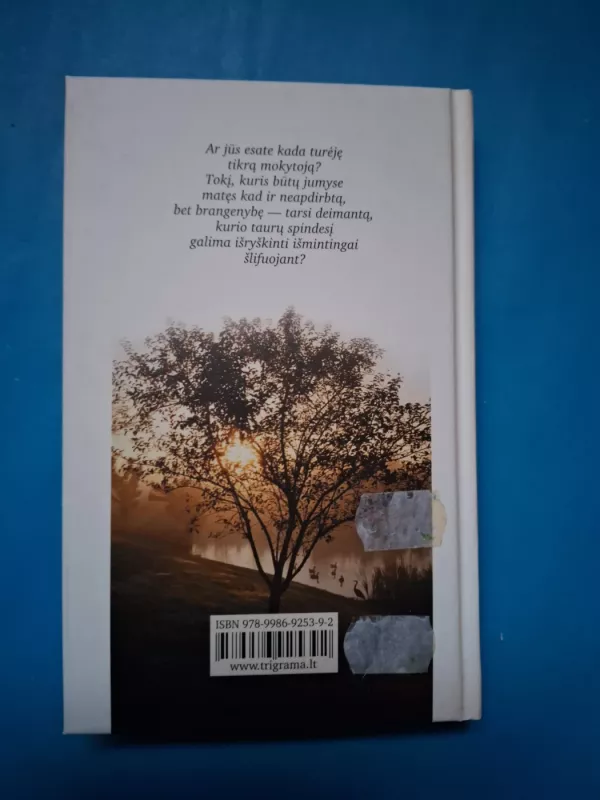 Ar jūs esate kada turėję
tikrą mokytoją?
Tokį, kuris būtų jumyse
matęs kad ir neapdirbtą,
bet brangenybę — tarsi deimantą,
kurio taurų spindesį
galima išryškinti išmintingai
šlifuojant?
ISBN 978-9986-9253-9-2
www.trigrama.lt